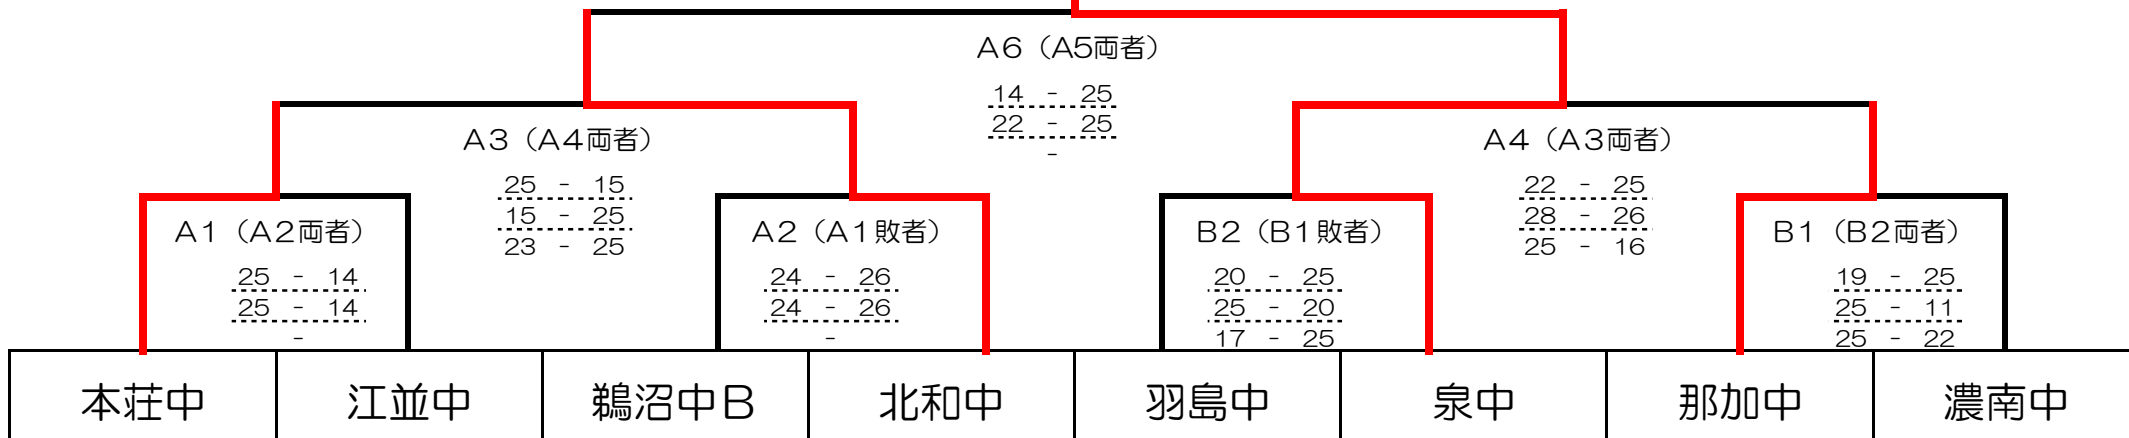 A6（A5両者）
14 - 25
22 - 25
-
A3（A4両者）
25 - 15
15 - 25
23 - 25
A4（A3両者）
22 - 25
28 - 26
25 - 16
A1（A2両者）
25 - 14
25 - 14
-
A2（A1敗者）
24 - 26
24 - 26
-
B2（B1敗者）
20 - 25
25 - 20
17 - 25
B1（B2両者）
19 - 25
25 - 11
25 - 22
本荘中 江並中 鵜沼中B 北和中 羽島中 泉中 那加中 濃南中